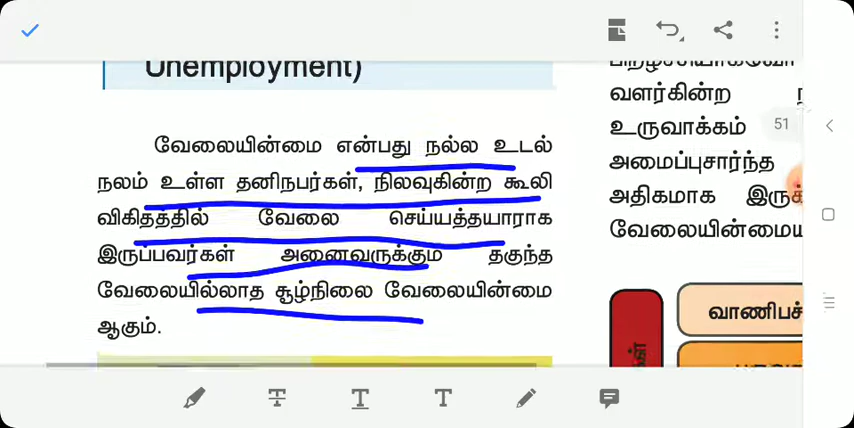 Unemployment)
வேலையின்மை என்பது நல்ல உடல்
நலம் உள்ள தனிநபர்கள், நிலவுகின்ற கூலி
விகிதத்தில் வேலை செய்யத்தயாராக
இருப்பவர்கள் அனைவருக்கும் தகுந்த
வேலையில்லாத சூழ்நிலை வேலையின்மை
ஆகும்.
வளர்கின்ற
உருவாக்கம்
அமைப்புசார்ந்த
அதிகமாக
51